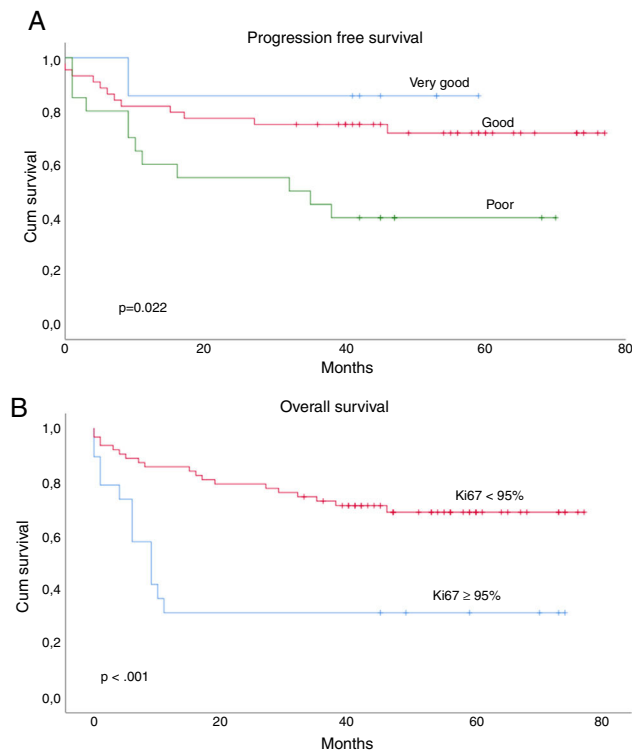 A
Progression free survival
Cum survival
1,0
0,8
0,6
0,4
0,2
0,0
Very good
Good
Poor
p=0.022
0
20
40
60
80
Months
B
Overall survival
Cum survival
1,0
0,8
0,6
0,4
0,2
0,0
Ki67 < 95%
Ki67 ≥ 95%
p < .001
0
20
40
60
80
Months